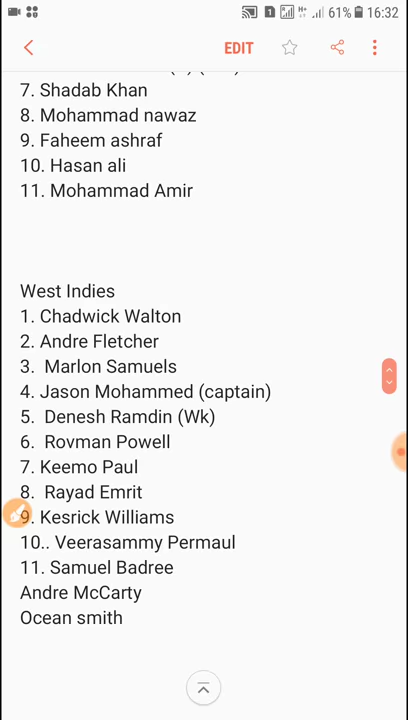 16:32
61%
EDIT
7. Shadab Khan
8. Mohammad nawaz
9. Faheem ashraf
10. Hasan ali
11. Mohammad Amir
West Indies
1. Chadwick Walton
2. Andre Fletcher
3.  Marlon Samuels
4. Jason Mohammed (captain)
5.  Denesh Ramdin (Wk)
6.  Rovman Powell
7. Keemo Paul
8.  Rayad Emrit
9. Kesrick Williams
10.. Veerasammy Permaul
11. Samuel Badree
Andre McCarty
Ocean smith